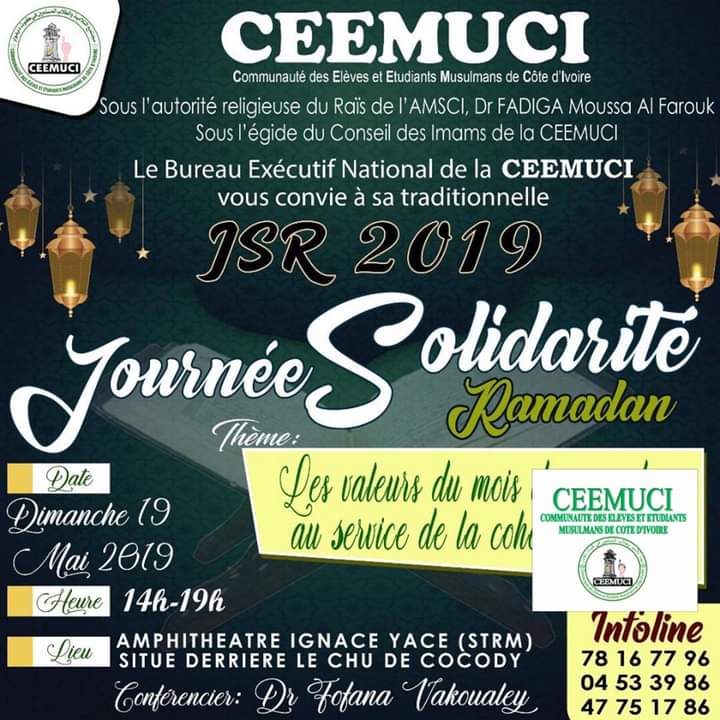 CEEMUCI
CEEMUCI
Communauté des Elèves et Etudiants Musulmans de Côte d'Ivoire
Sous l'autorité religieuse du Raïs de l'AMSCI, Dr FADIGA Moussa Al Farouk
Sous l'égide du Conseil des Imams de la CEEMUCI
Le Bureau Exécutif National de la CEEMUCI
vous convie à sa traditionnelle
JSR 2019
Journée Solidarité
Ramadan
Thème:
Les valeurs du mois
au service de la
Date
Dimanche 19
Mai 2019
Heure 14h-19h
Lieu AMPHITHEATRE IGNACE YACE (STRM)
SITUE DERRIERE LE CHU DE COCODY
Conférencier: Dr Fofana Vakoualey
CEEMUCI
COMMUNAUTE DES ELEVES ET ETUDIANTS
MUSULMANS DE COTE D'IVOIRE
CEEMUCI
Infoline
78 16 77 96
04 53 39 86
47 75 17 86